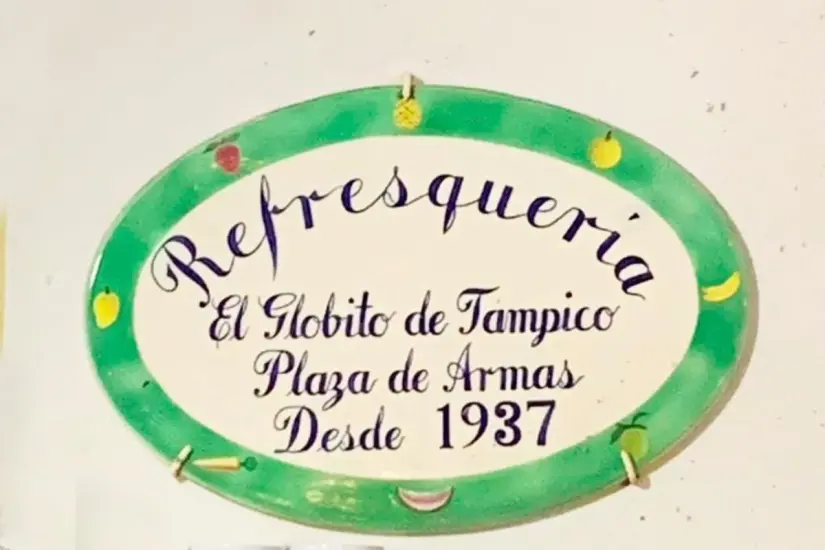 Refresquería
El Globito de Tampico
Plaza de Armas
Desde 1937